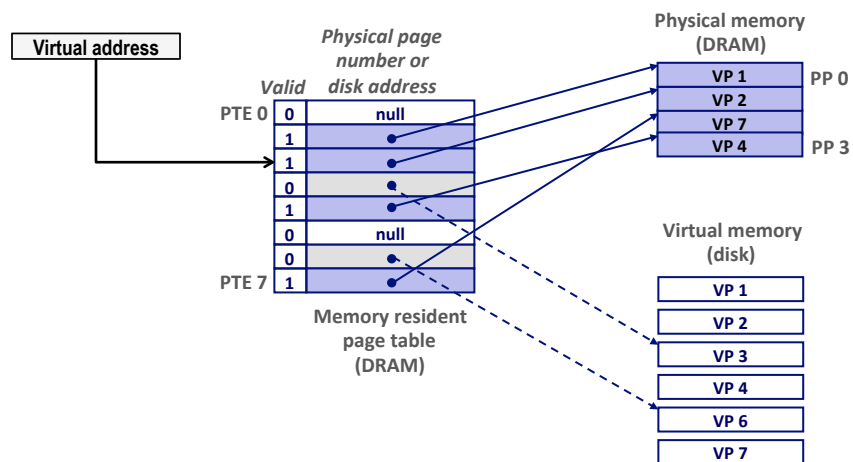 Virtual address
Physical page
number or
disk address
Valid
PTE 0
0
null
1
1
0
1
0
null
0
PTE 7
1
Memory resident
page table
(DRAM)
Physical memory
(DRAM)
VP 1
PP 0
VP 2
VP 7
VP 4
PP 3
Virtual memory
(disk)
VP 1
VP 2
VP 3
VP 4
VP 6
VP 7